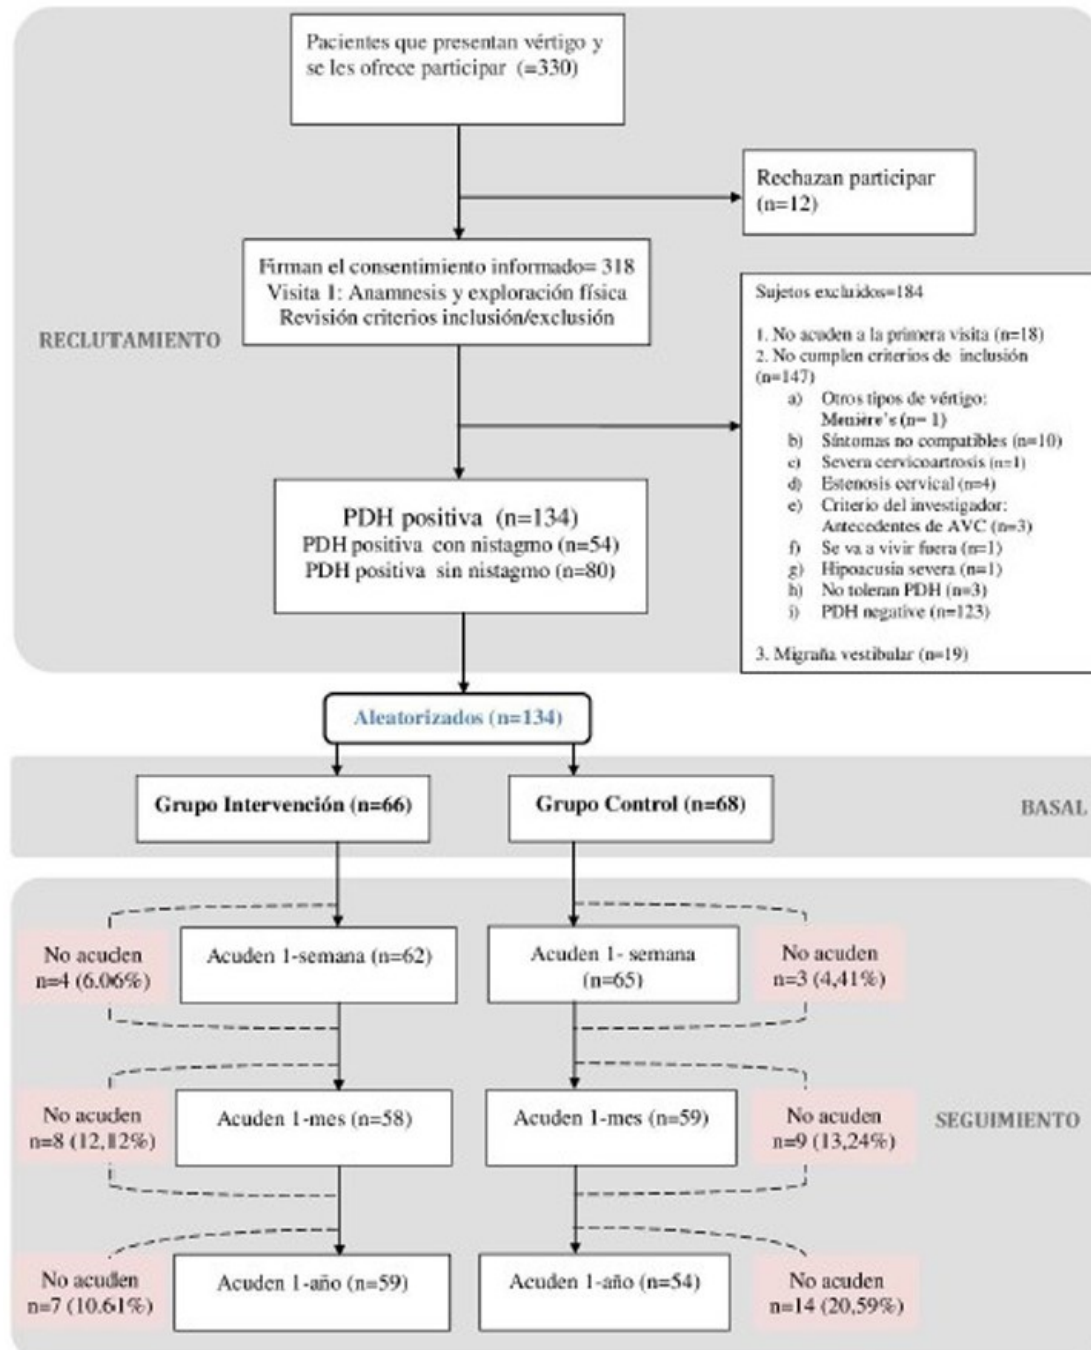 Pacientes que presentan vértigo y
se les ofrece participar (=330)
Rechazan participar
(n=12)
Firman el consentimiento informado= 318
Visita 1: Anamnesis y exploración física
Revisión criterios inclusión/exclusión
RECLUTAMIENTO
Sujetos excluidos=184
1. No acuden a la primera visita (n=18)
2. No cumplen criterios de inclusión
(n=147)
a) Otros tipos de vértigo:
Menière's (n= 1)
b) Síntomas no compatibles (n=10)
c) Severa cervicoartrosis (n=1)
d) Estenosis cervical (n=4)
e) Criterio del investigador:
Antecedentes de AVC (n=3)
f) Se va a vivir fuera (n=1)
g) Hipoacusia severa (n=1)
h) No toleran PDH (n=3)
i) PDH negative (n=123)
3. Migraña vestibular (n=19)
PDH positiva (n=134)
PDH positiva con nistagmo (n=54)
PDH positiva sin nistagmo (n=80)
Aleatorizados (n=134)
Grupo Intervención (n=66)
Grupo Control (n=68)
BASAL
No acuden
n=4 (6.06%)
Acuden 1-semana (n=62)
Acuden 1- semana
(n=65)
No acuden
n=3 (4,41%)
No acuden
n=8 (12,12%)
Acuden 1-mes (n=58)
Acuden 1-mes (n=59)
No acuden
n=9 (13,24%)
SEGUIMIENTO
No acuden
n=7 (10.61%)
Acuden 1-año (n=59)
Acuden 1-año (n=54)
No acuden
n=14 (20,59%)